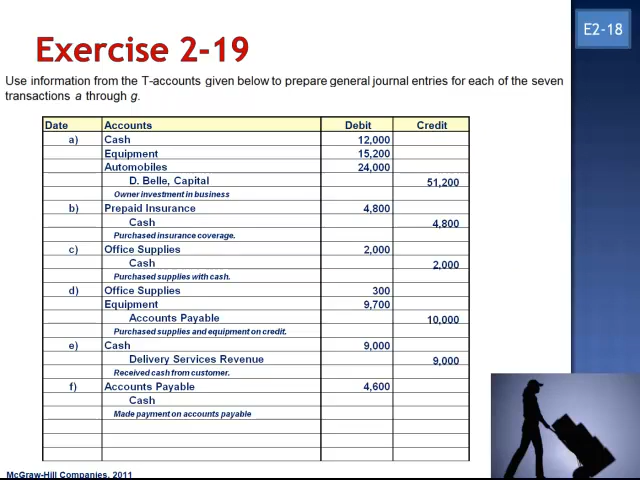 E2-18
Exercise 2-19
Use information from the T-accounts given below to prepare general journal entries for each of the seven
transactions a through g.
Date Accounts Debit Credit
a) Cash 12,000
Equipment 15,200
Automobiles 24,000
D. Belle, Capital 51,200
Owner investment in business
b) Prepaid Insurance 4,800
Cash 4,800
Purchased insurance coverage.
c) Office Supplies 2,000
Cash 2,000
Purchased supplies with cash.
d) Office Supplies 300
Equipment 9,700
Accounts Payable 10,000
Purchased supplies and equipment on credit.
e) Cash 9,000
Delivery Services Revenue 9,000
Received cash from customer.
f) Accounts Payable 4,600
Cash
Made payment on accounts payable
McGraw-Hill Companies, 2011